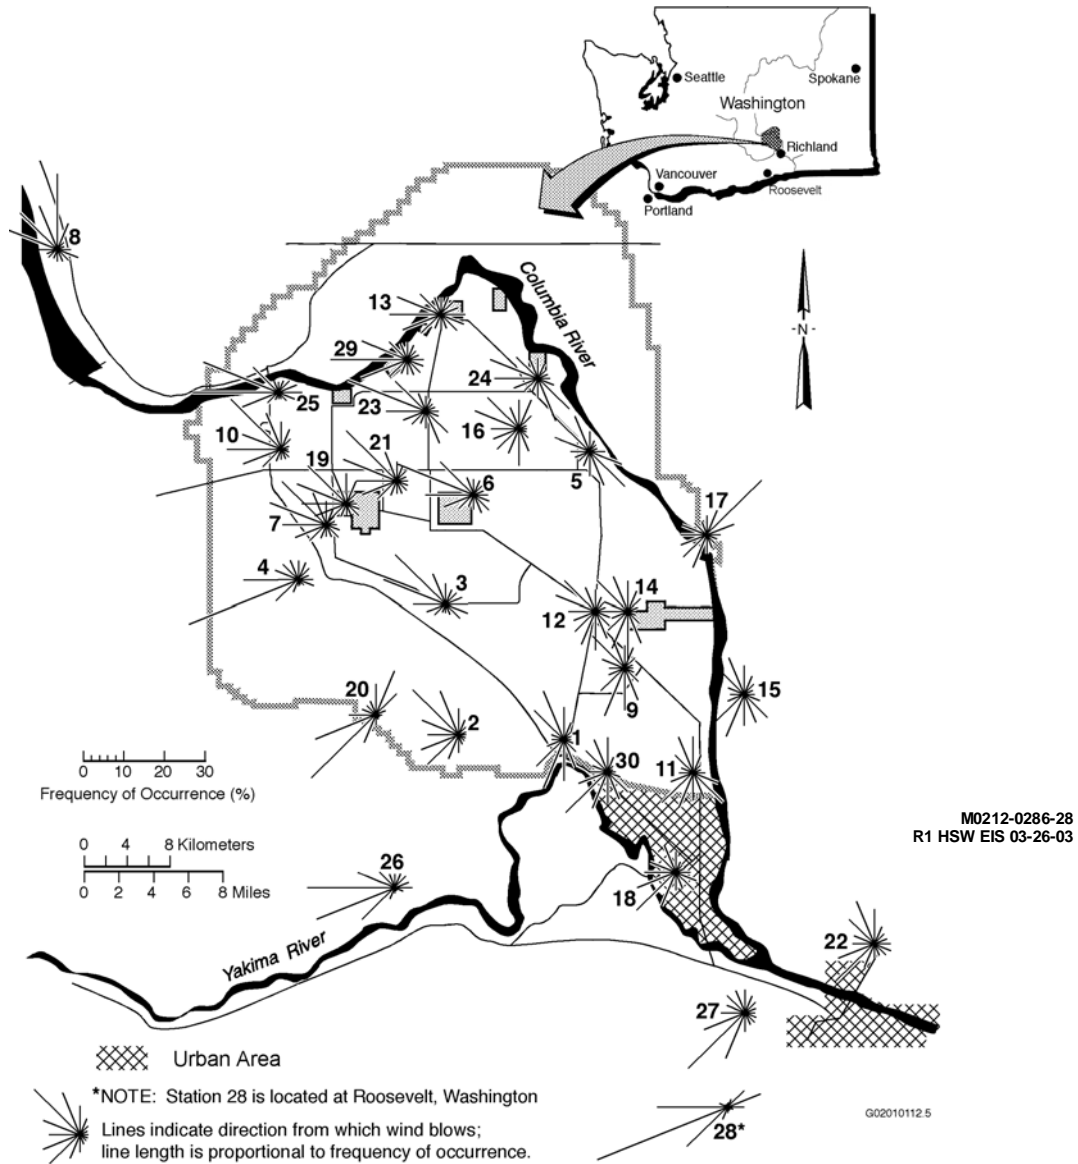 Seattle
Spokane
Washington
Richland
Vancouver
Roosevelt
Portland
8
Columbia River
13
-N-
29
24
25
23
10
16
21
19
5
6
17
7
4
3
14
12
20
15
2
9
1
30
11
0 10 20 30
Frequency of Occurrence (%)
M0212-0286-28
R1 HSW EIS 03-26-03
0 4 8 Kilometers
0 2 4 6 8 Miles
26
18
22
Yakima River
27
Urban Area
*NOTE: Station 28 is located at Roosevelt, Washington
G02010112.5
Lines indicate direction from which wind blows;
28*
line length is proportional to frequency of occurrence.